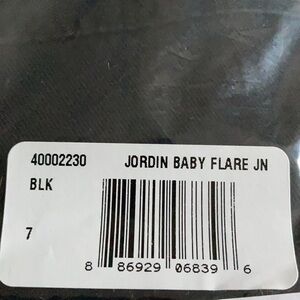 40002230 JORDIN BABY FLARE JN
BLK
7
8 86929 06839 6